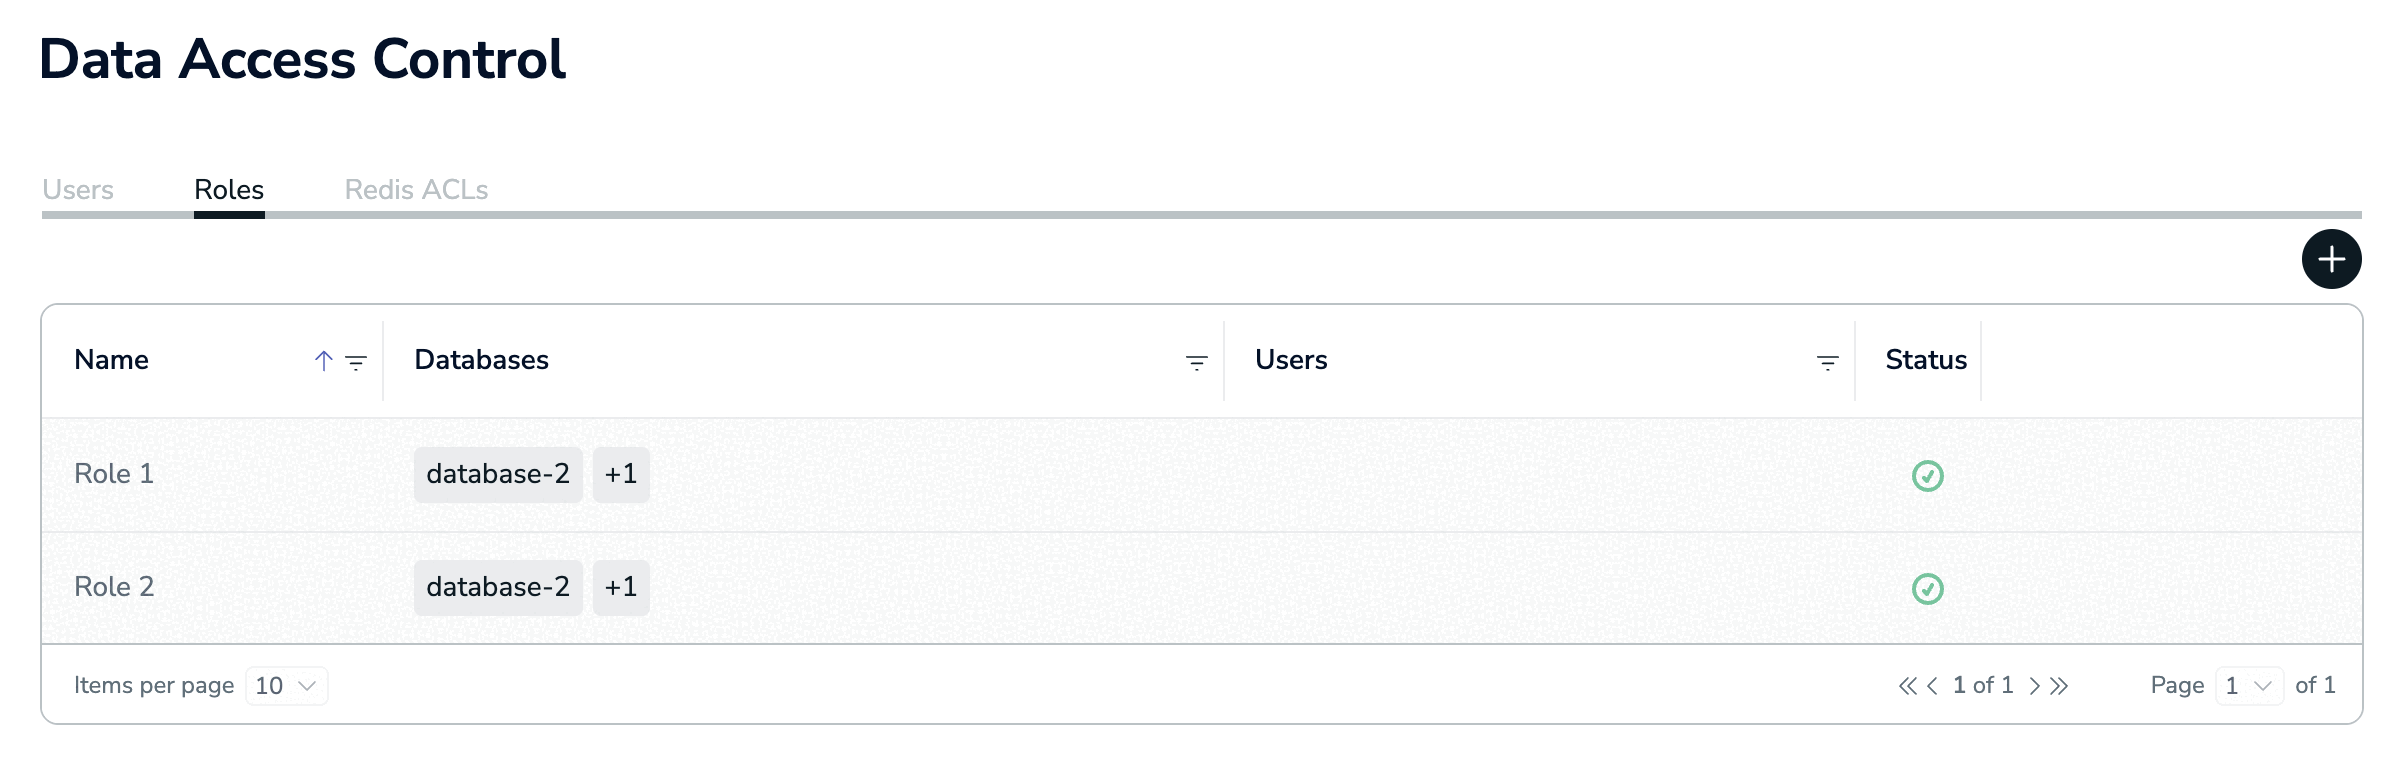 Data Access Control
Users Roles Redis ACLs
Name Databases Users Status
Role 1 database-2 +1
Role 2 database-2 +1
Items per page 10 1 of 1 Page 1 of 1